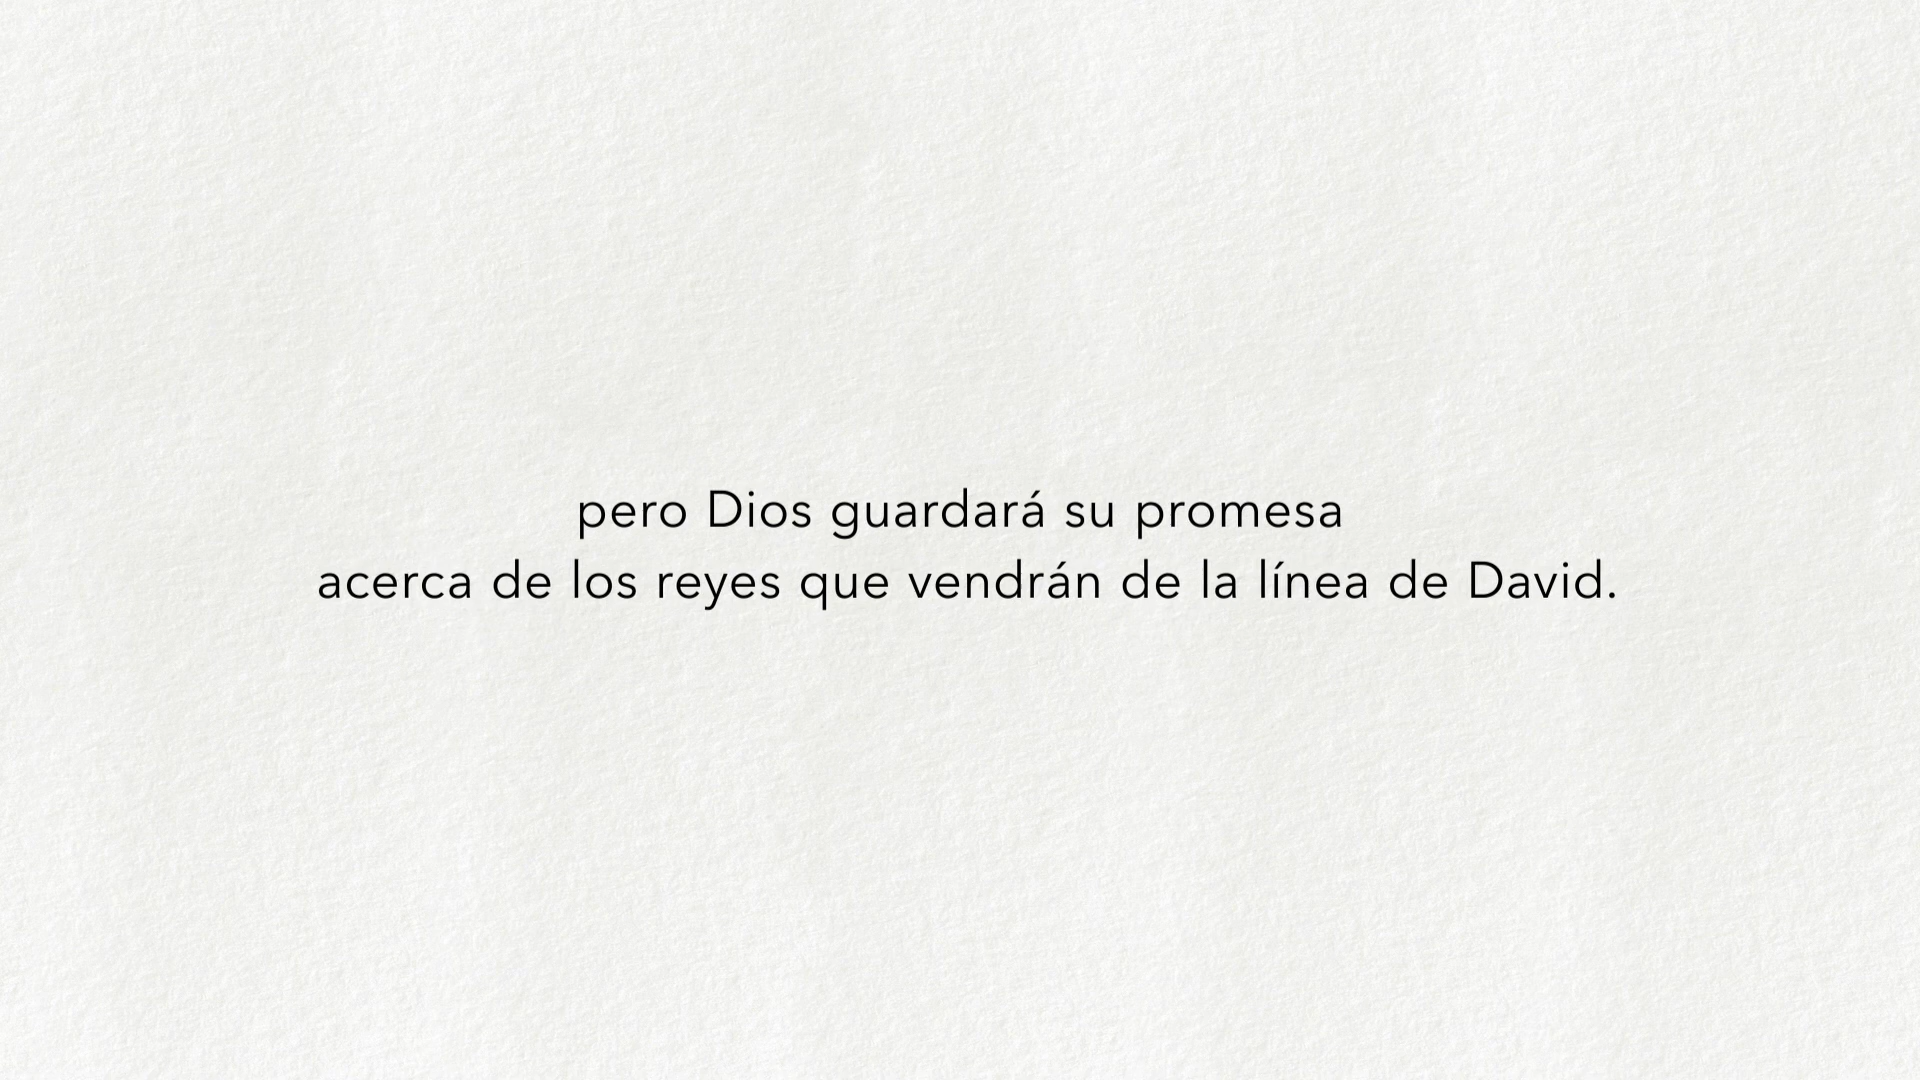 pero Dios guardará su promesa
acerca de los reyes que vendrán de la línea de David.